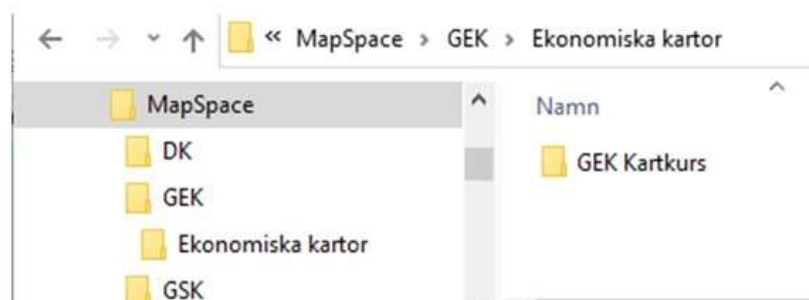 « MapSpace > GEK > Ekonomiska kartor
MapSpace
DK
GEK
Ekonomiska kartor
GSK
Namn
GEK Kartkurs